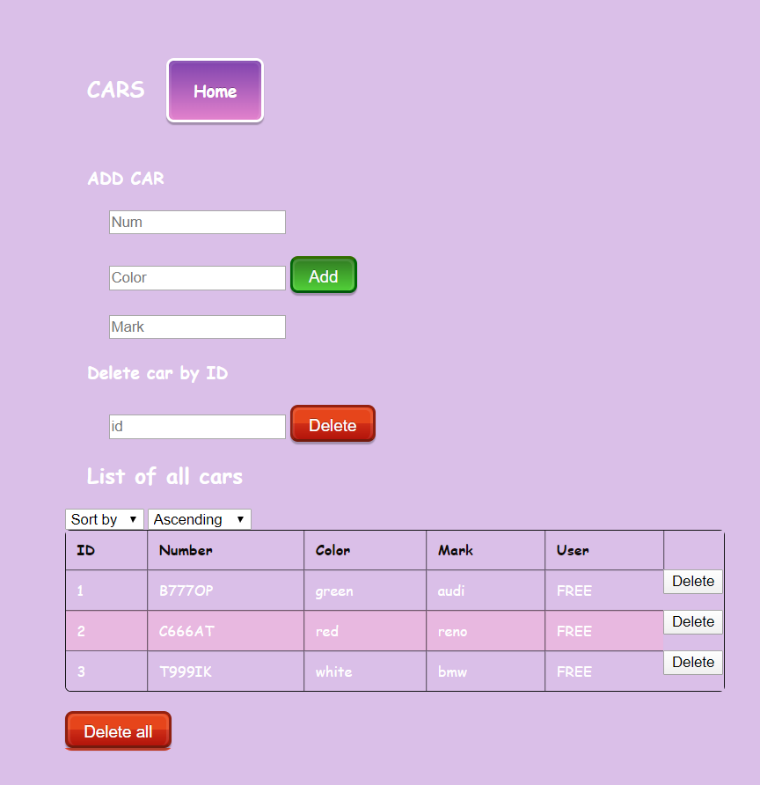 CARS Home
ADD CAR
Num
Color Add
Mark
Delete car by ID
id Delete
List of all cars
Sort by Ascending
ID Number Color Mark User
1 B777OP green audi FREE Delete
2 C666AT red reno FREE Delete
3 T999IK white bmw FREE Delete
Delete all